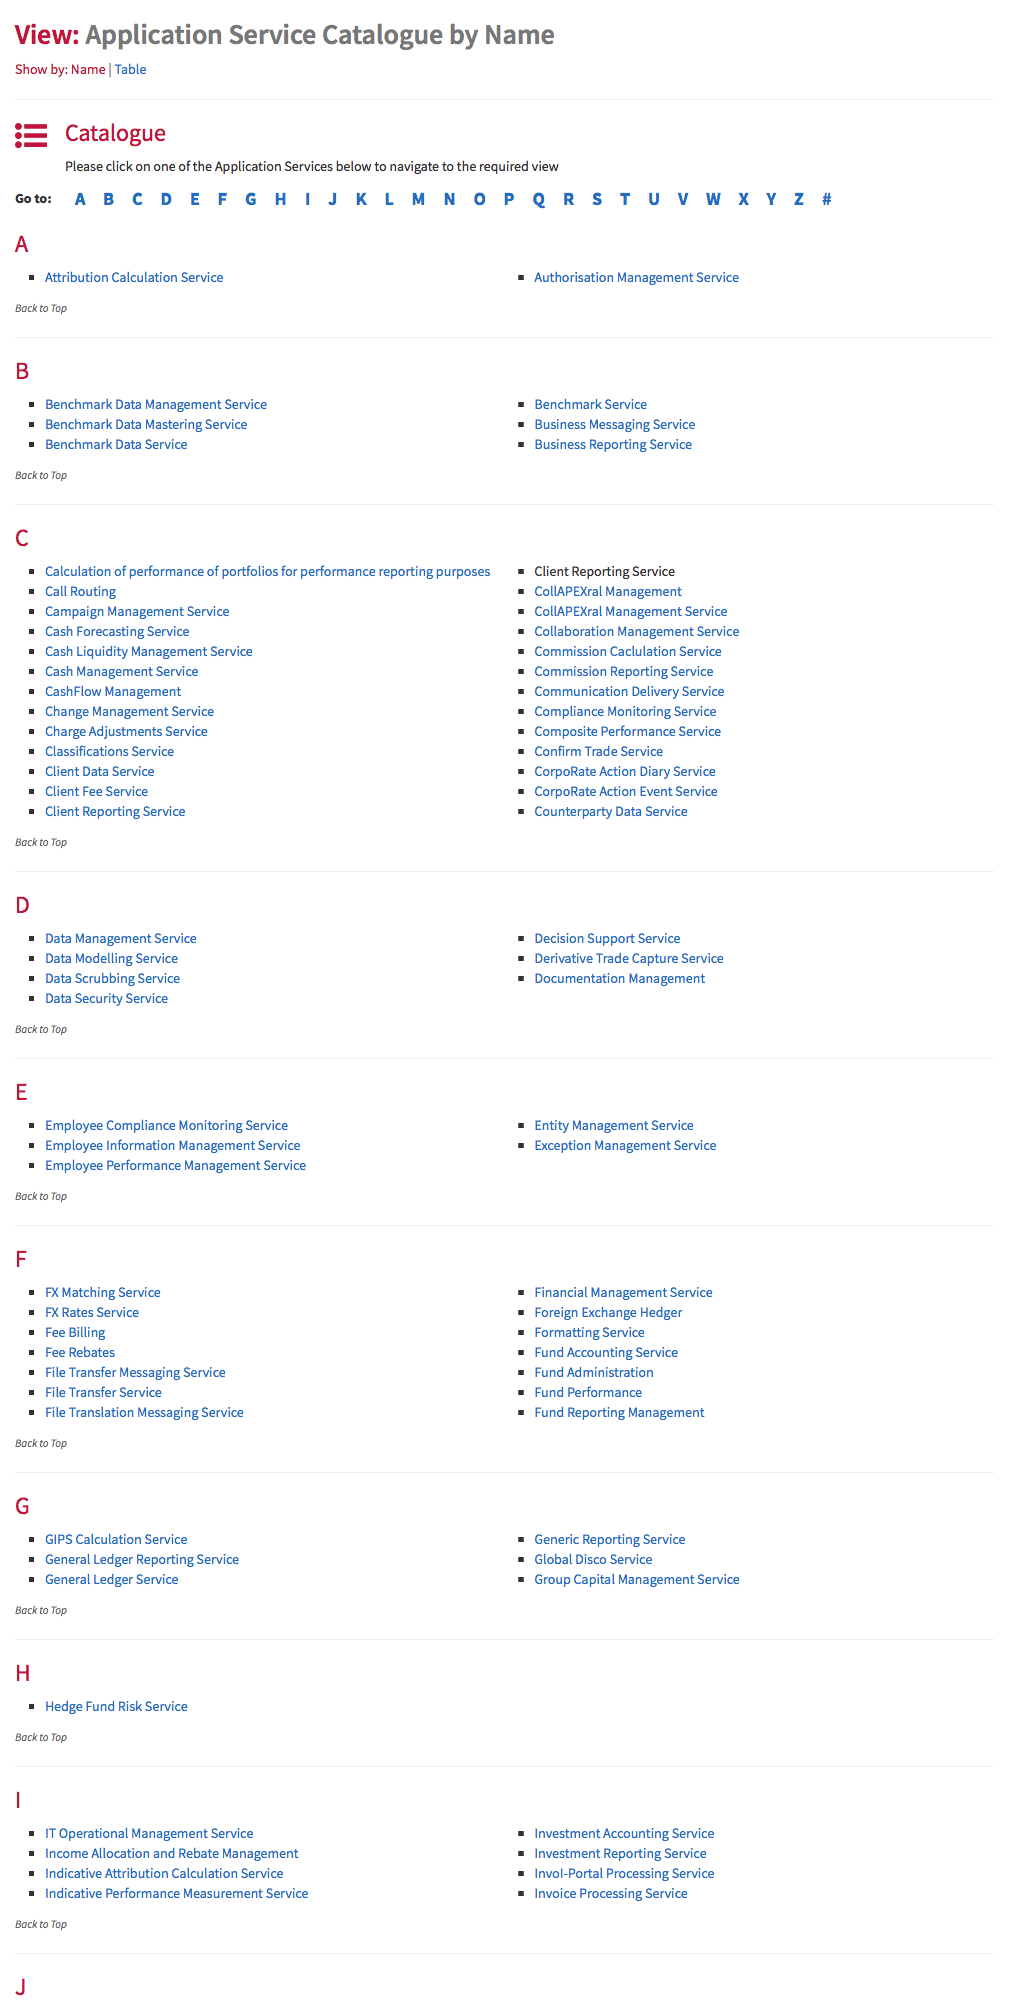 View: Application Service Catalogue by Name
Show by: Name | Table
Catalogue
Please click on one of the Application Services below to navigate to the required view
Go to: A B C D E F G H I J K L M N O P Q R S T U V W X Y Z #
A
Attribution Calculation Service
Authorisation Management Service
Back to Top
B
Benchmark Data Management Service
Benchmark Data Mastering Service
Benchmark Data Service
Benchmark Service
Business Messaging Service
Business Reporting Service
Back to Top
C
Calculation of performance of portfolios for performance reporting purposes
Call Routing
Campaign Management Service
Cash Forecasting Service
Cash Liquidity Management Service
Cash Management Service
CashFlow Management
Change Management Service
Charge Adjustments Service
Classifications Service
Client Data Service
Client Fee Service
Client Reporting Service
Client Reporting Service
CollAPEXral Management
CollAPEXral Management Service
Collaboration Management Service
Commission Caclulation Service
Commission Reporting Service
Communication Delivery Service
Compliance Monitoring Service
Composite Performance Service
Confirm Trade Service
CorpoRate Action Diary Service
CorpoRate Action Event Service
Counterparty Data Service
Back to Top
D
Data Management Service
Data Modelling Service
Data Scrubbing Service
Data Security Service
Decision Support Service
Derivative Trade Capture Service
Documentation Management
Back to Top
E
Employee Compliance Monitoring Service
Employee Information Management Service
Employee Performance Management Service
Entity Management Service
Exception Management Service
Back to Top
F
FX Matching Service
FX Rates Service
Fee Billing
Fee Rebates
File Transfer Messaging Service
File Transfer Service
File Translation Messaging Service
Financial Management Service
Foreign Exchange Hedger
Formatting Service
Fund Accounting Service
Fund Administration
Fund Performance
Fund Reporting Management
Back to Top
G
GIPS Calculation Service
General Ledger Reporting Service
General Ledger Service
Generic Reporting Service
Global Disco Service
Group Capital Management Service
Back to Top
H
Hedge Fund Risk Service
Back to Top
I
IT Operational Management Service
Income Allocation and Rebate Management
Indicative Attribution Calculation Service
Indicative Performance Measurement Service
Investment Accounting Service
Investment Reporting Service
InvoI-Portal Processing Service
Invoice Processing Service
Back to Top
J